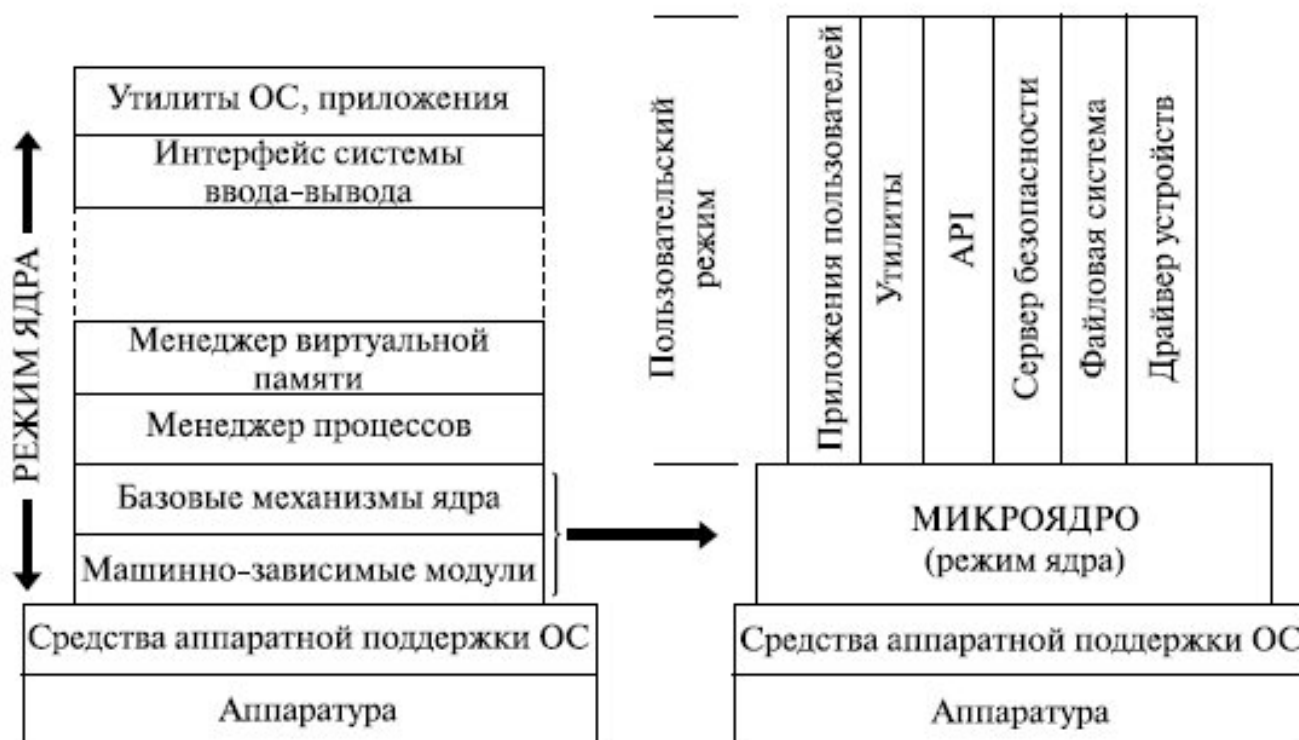 РЕЖИМ ЯДРА
Утилиты ОС, приложения
Интерфейс системы
ввода-вывода
Менеджер виртуальной
памяти
Менеджер процессов
Базовые механизмы ядра
Машинно-зависимые модули
Средства аппаратной поддержки ОС
Аппаратура
Пользовательский
режим
Приложения пользователей
Утилиты
API
Сервер безопасности
Файловая система
Драйвер устройств
МИКРОЯДРО
(режим ядра)
Средства аппаратной поддержки ОС
Аппаратура